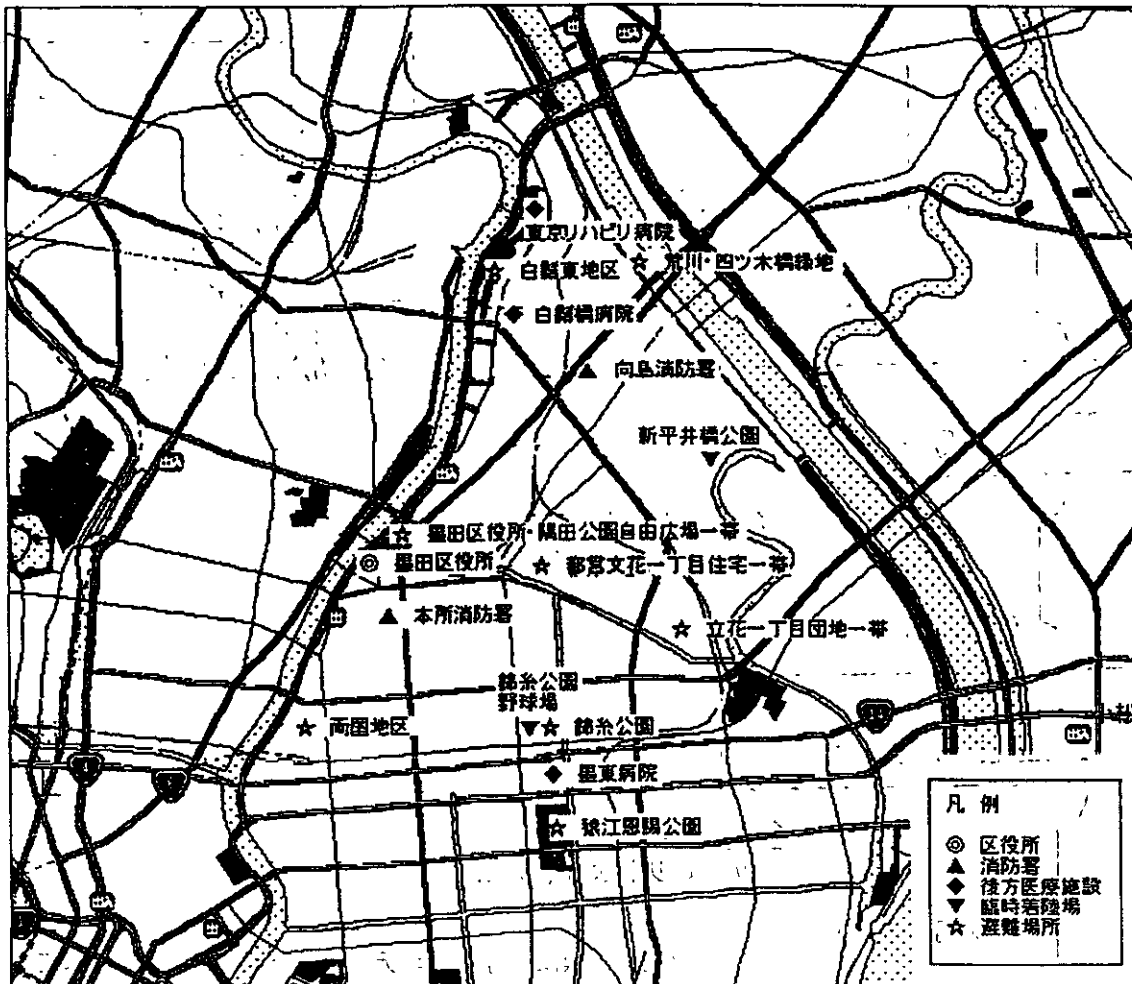 東京リハビリ病院
白鬚東地区
荒川・四ツ木橋緑地
白鬚橋病院
向島消防署
新平井橋公園
墨田区役所・隅田公園自由広場一帯
墨田区役所
都営文花一丁目住宅一帯
本所消防署
立花一丁目団地一帯
錦糸公園
野球場
両国地区
錦糸公園
墨東病院
猿江恩賜公園
凡例
区役所
消防署
後方医療施設
臨時着陸場
避難場所